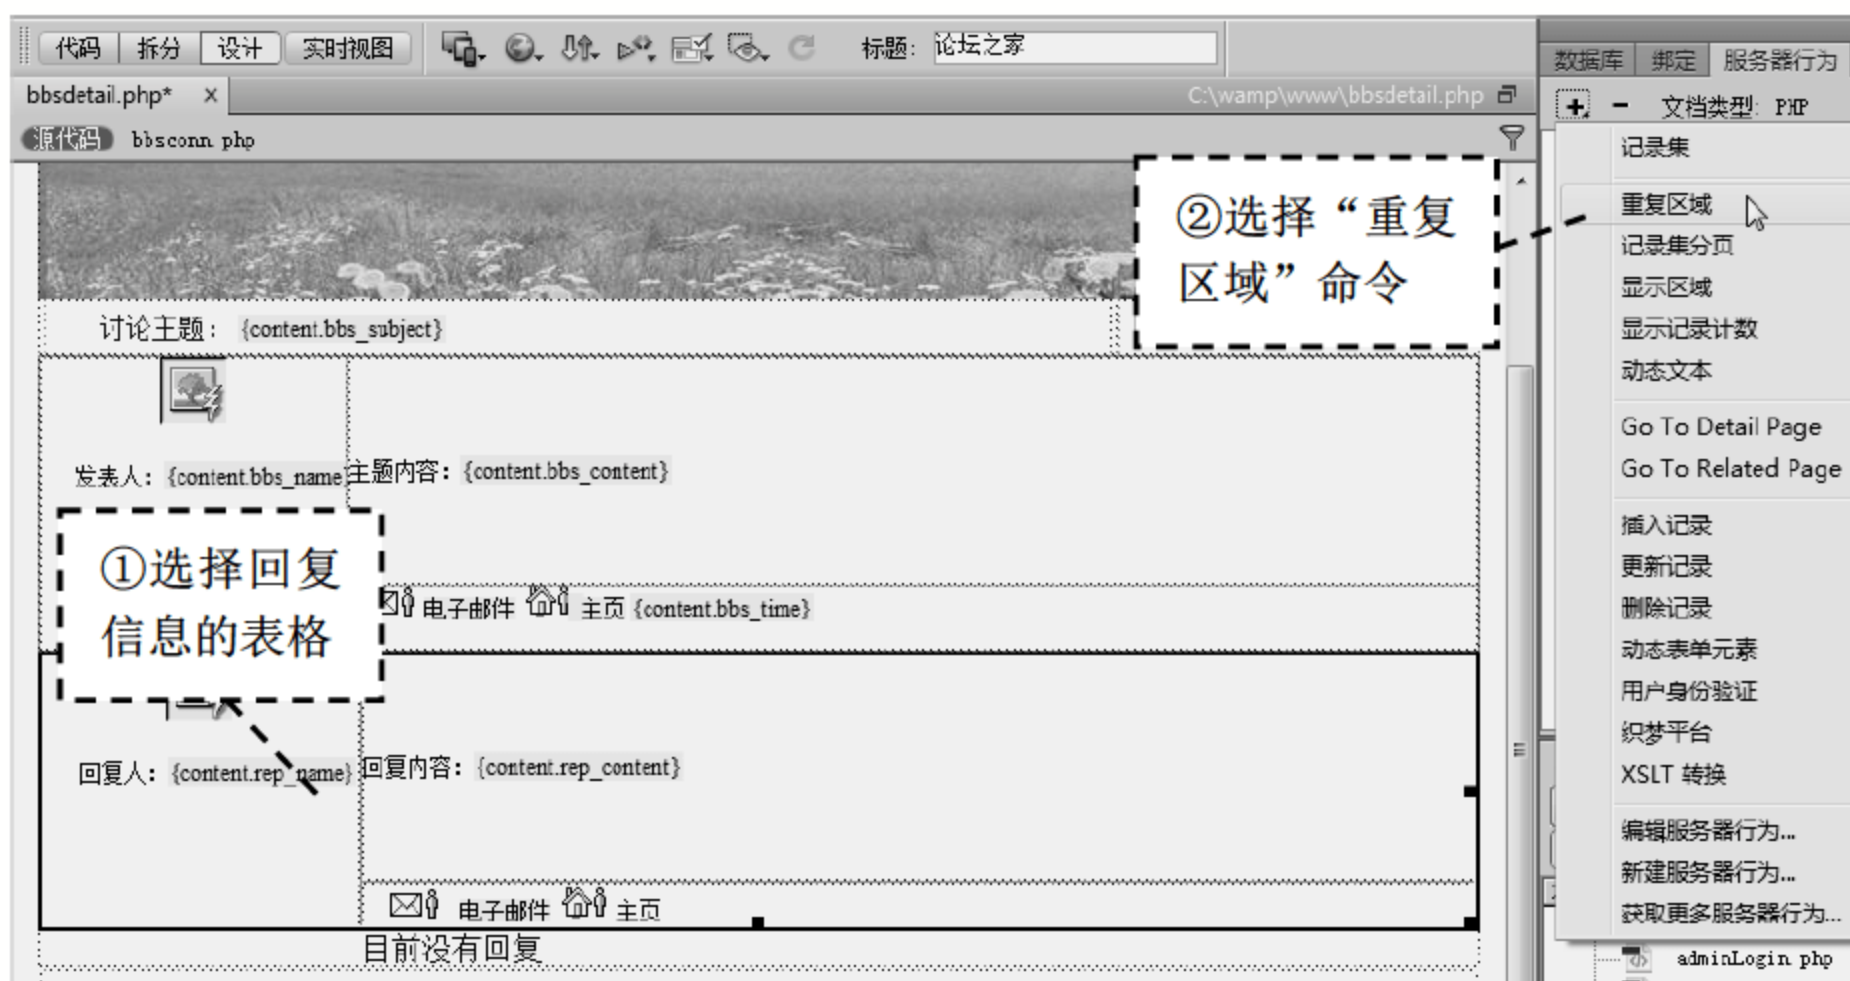 代码 拆分 设计 实时视图 标题: 论坛之家
bbsdetail.php* x C:\wamp\www\bbsdetail.php
源代码 bbsconn.php
讨论主题: {content.bbs_subject}
发表人: {content.bbs_name}
主题内容: {content.bbs_content}
电子邮件 主页 {content.bbs_time}
①选择回复
信息的表格
回复人: {content.rep_name}
回复内容: {content.rep_content}
电子邮件 主页
目前没有回复
②选择“重复
区域”命令
数据库 绑定 服务器行为
文档类型: PHP
记录集
重复区域
记录集分页
显示区域
显示记录计数
动态文本
Go To Detail Page
Go To Related Page
插入记录
更新记录
删除记录
动态表单元素
用户身份验证
织梦平台
XSLT 转换
编辑服务器行为...
新建服务器行为...
获取更多服务器行为...
adminLogin.php